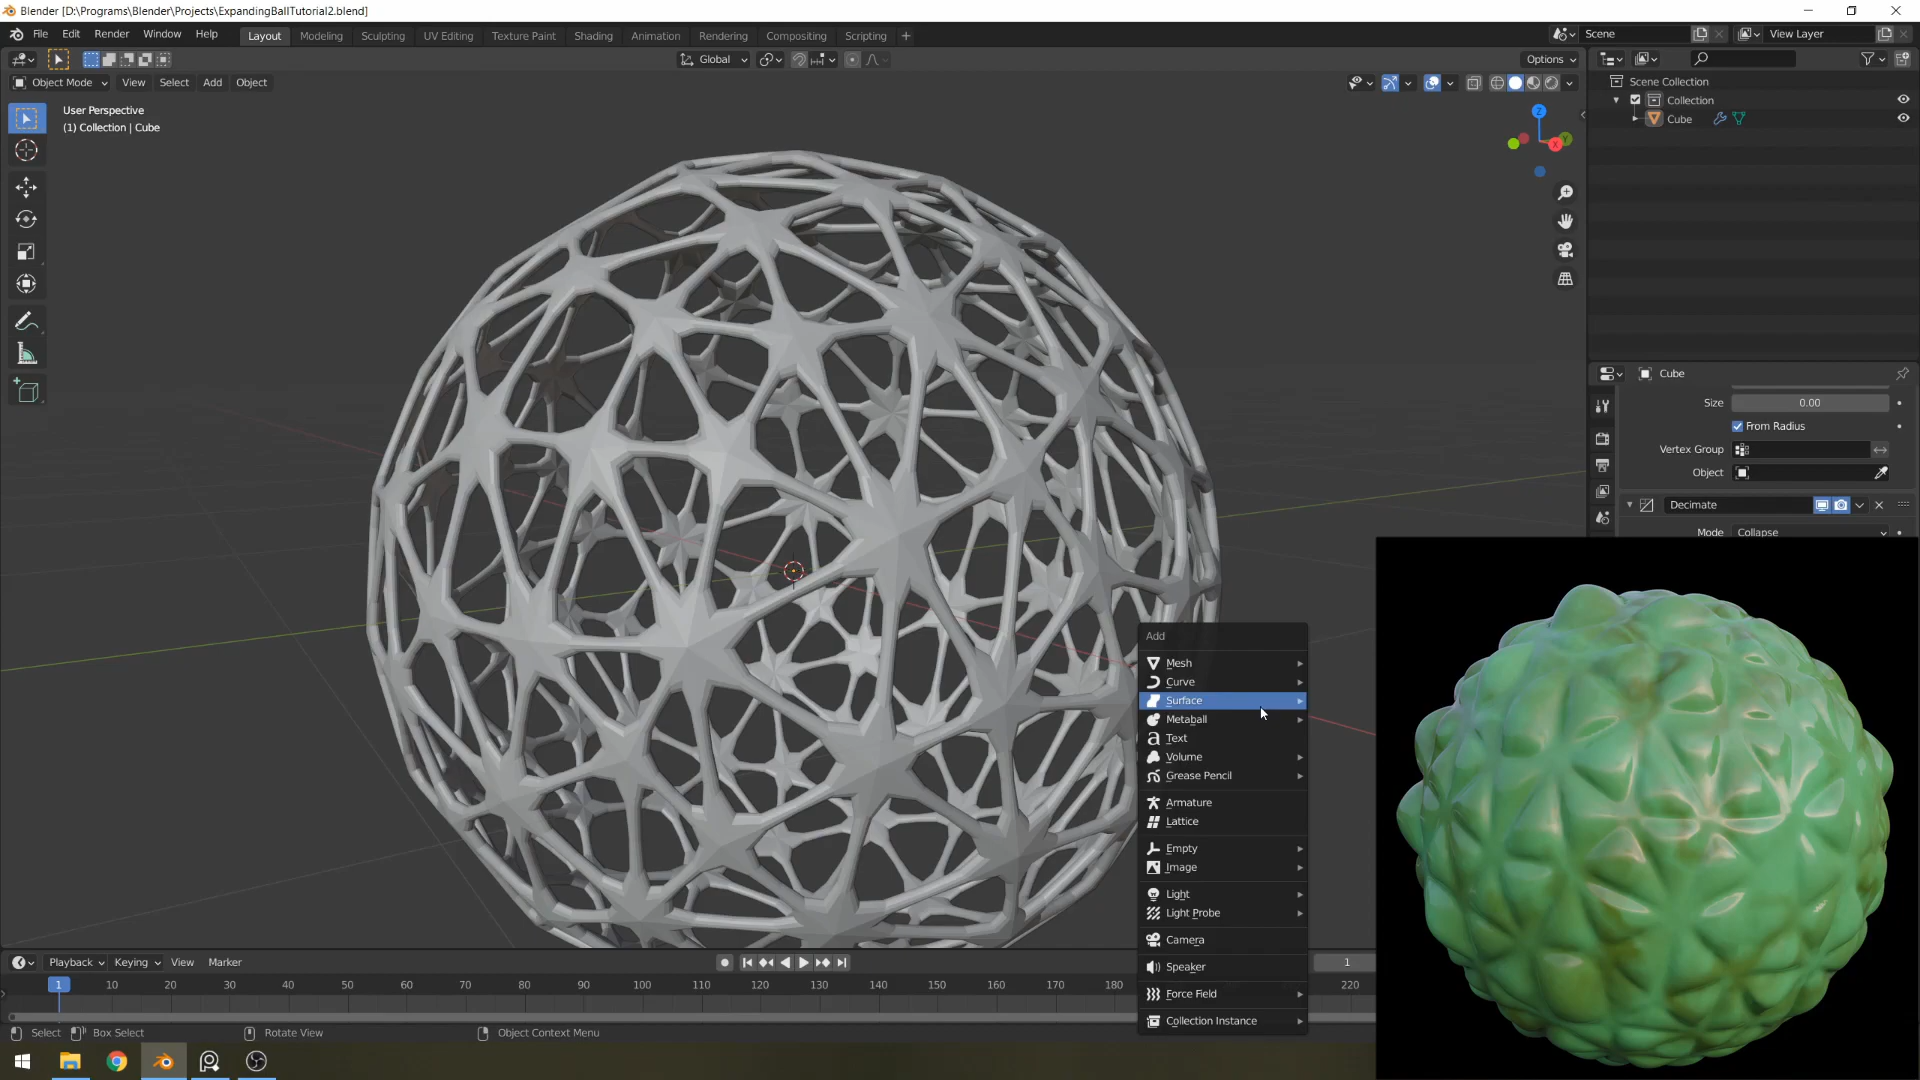 Blender [D:\Programs\Blender\Projects\ExpandingBallTutorial2.blend]
File Edit Render Window Help Layout Modeling Sculpting UV Editing Texture Paint Shading Animation Rendering Compositing Scripting + Scene View Layer
Global Options
Object Mode View Select Add Object
User Perspective
(1) Collection | Cube
Z
Y
X
Scene Collection
Collection
Cube
Cube
Size 0.00
From Radius
Vertex Group
Object
Decimate
Mode Collapse
Add
Mesh
Curve
Surface
Metaball
Text
Volume
Grease Pencil
Armature
Lattice
Empty
Image
Light
Light Probe
Camera
Speaker
Force Field
Collection Instance
Playback Keying View Marker 1
1 10 20 30 40 50 60 70 80 90 100 110 120 130 140 150 160 170 180 220
Select Box Select Rotate View Object Context Menu